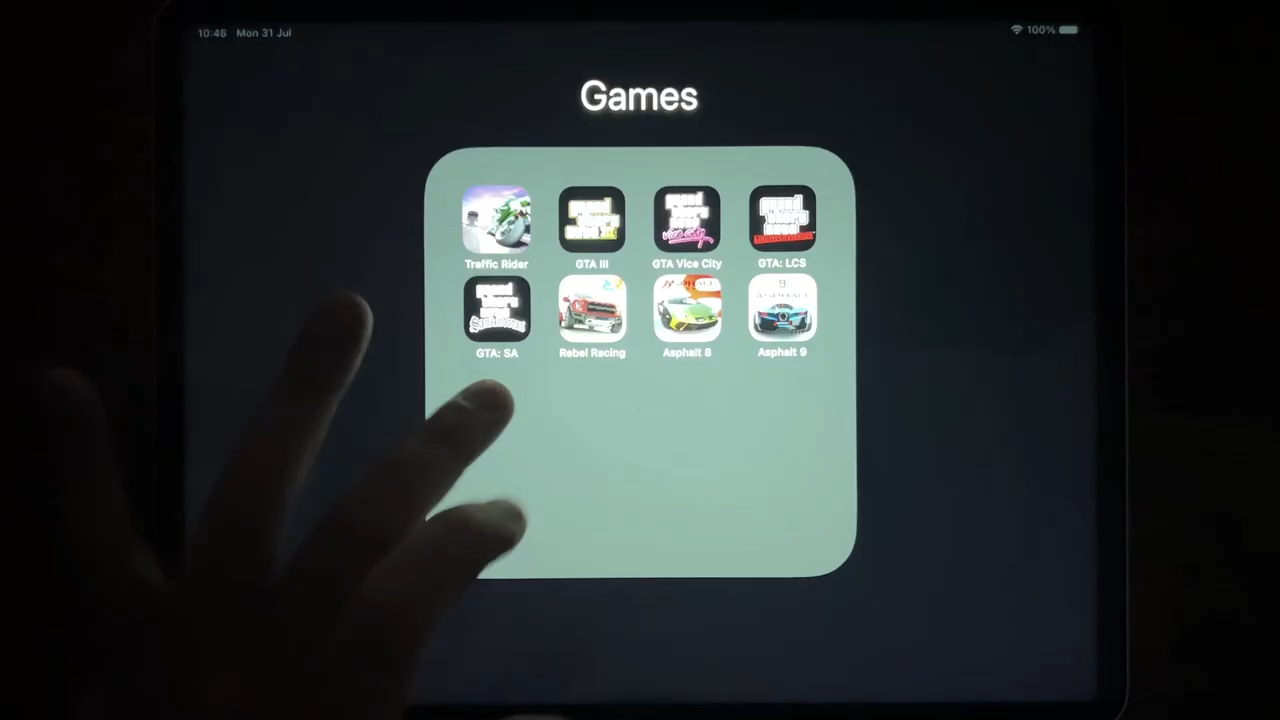 10:46 Mon 31 Jul
100%
Games
Traffic Rider
GTA III
GTA Vice City
GTA: LCS
GTA: SA
Rebel Racing
Asphalt 8
Asphalt 9